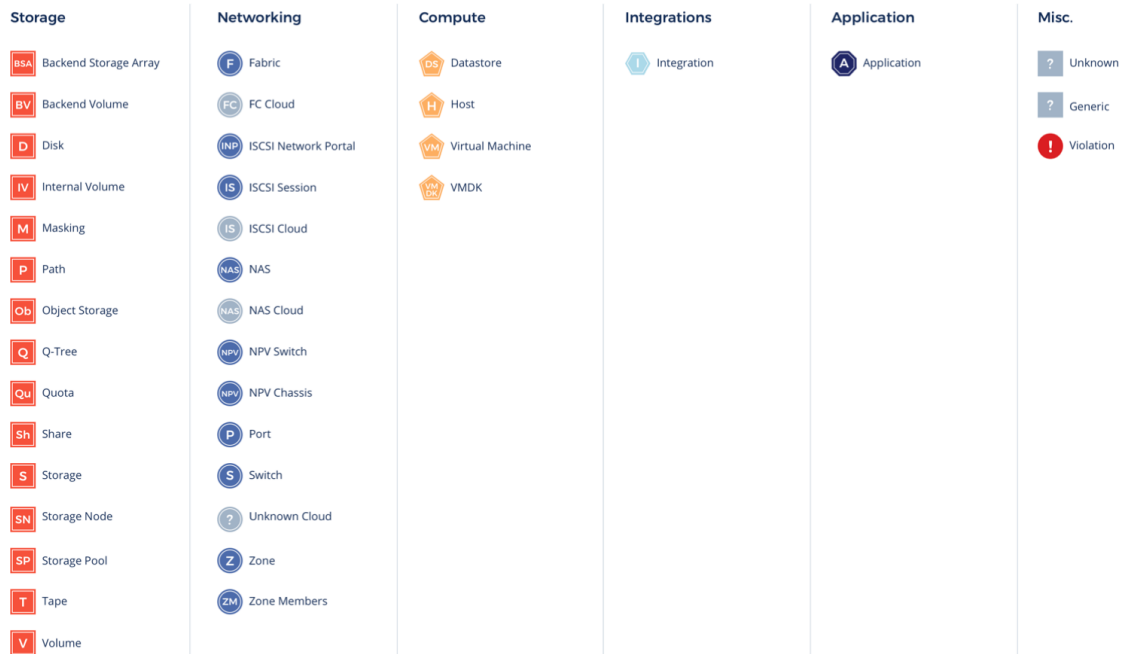 Storage
BSA Backend Storage Array
BV Backend Volume
D Disk
IV Internal Volume
M Masking
P Path
Ob Object Storage
Q Q-Tree
Qu Quota
Sh Share
S Storage
SN Storage Node
SP Storage Pool
T Tape
V Volume
Networking
F Fabric
FC FC Cloud
INP ISCSI Network Portal
IS ISCSI Session
IS ISCSI Cloud
NAS NAS
NAS NAS Cloud
NPV NPV Switch
NPV NPV Chassis
P Port
S Switch
? Unknown Cloud
Z Zone
ZM Zone Members
Compute
DS Datastore
H Host
VM Virtual Machine
VM
DK VMDK
Integrations
I Integration
Application
A Application
Misc.
? Unknown
? Generic
! Violation